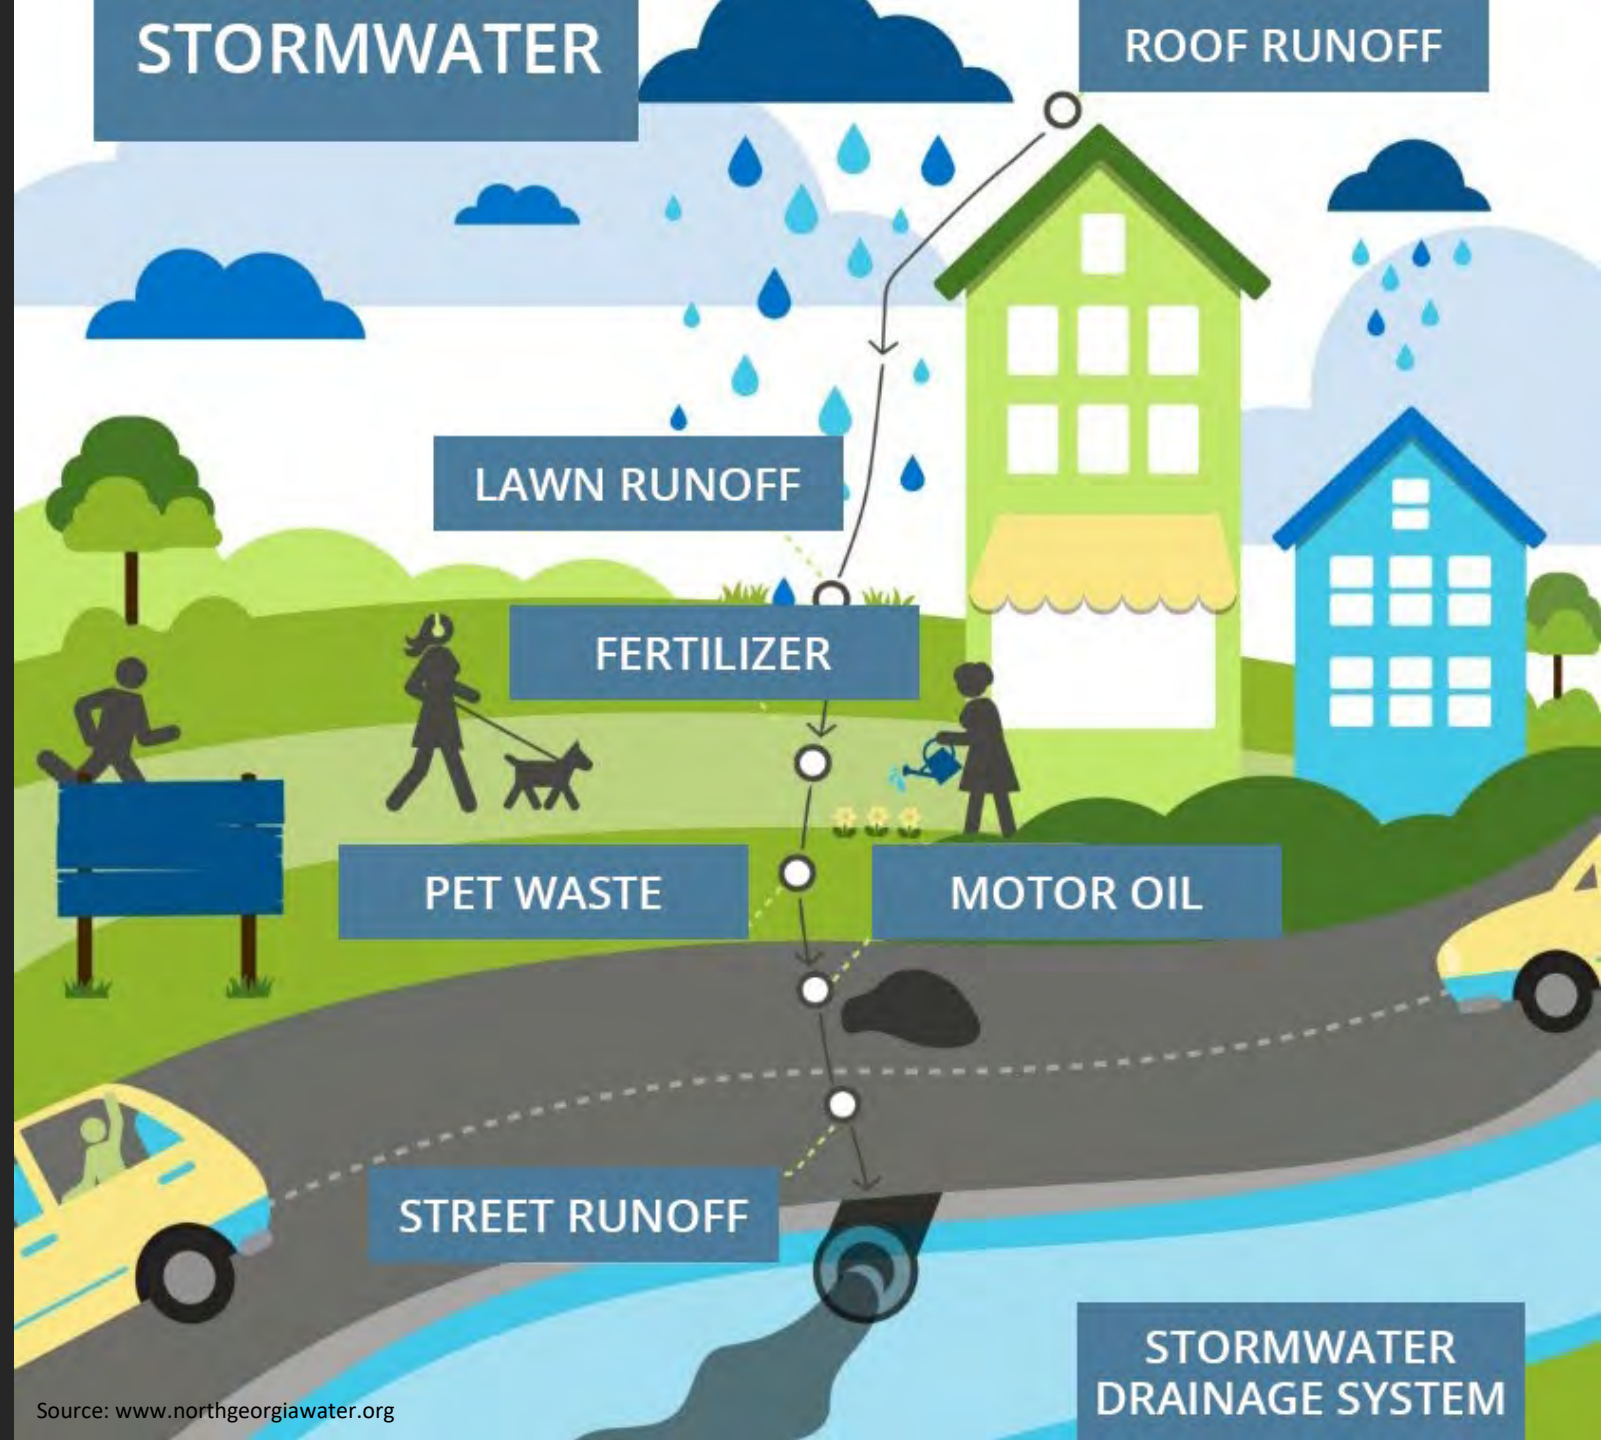 STORMWATER
ROOF RUNOFF
LAWN RUNOFF
FERTILIZER
PET WASTE
MOTOR OIL
STREET RUNOFF
STORMWATER
DRAINAGE SYSTEM
Source: www.northgeorgiawater.org